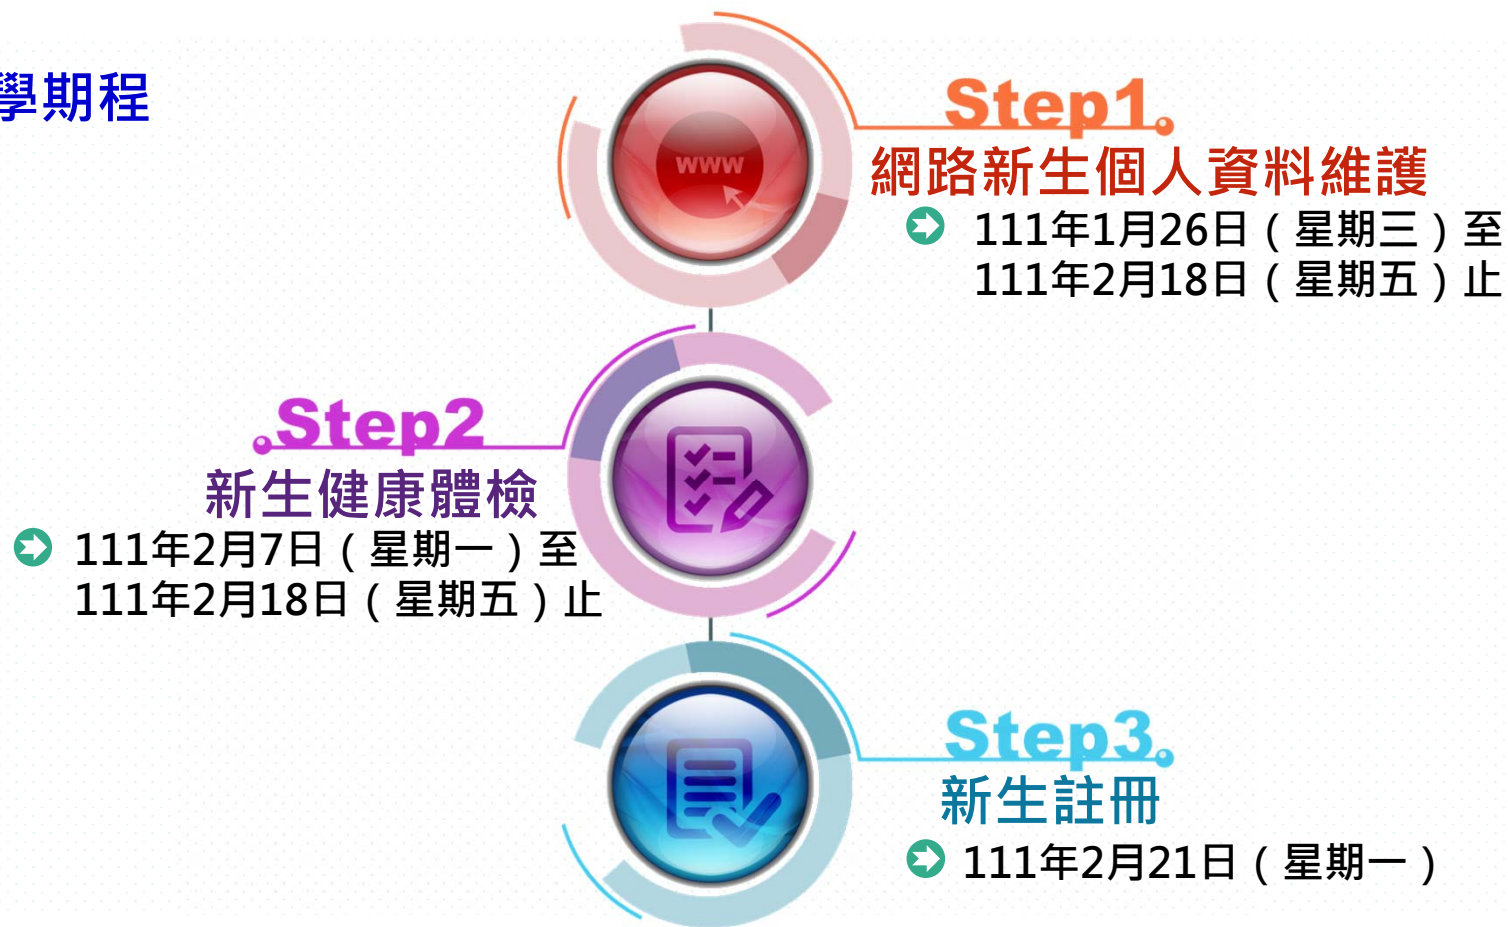 學期程
Step1.
www
網路新生個人資料維護
111年1月26日（星期三）至
111年2月18日（星期五）止
.Step2
新生健康體檢
111年2月7日（星期一）至
111年2月18日（星期五）止
Step3.
新生註冊
111年2月21日（星期一）